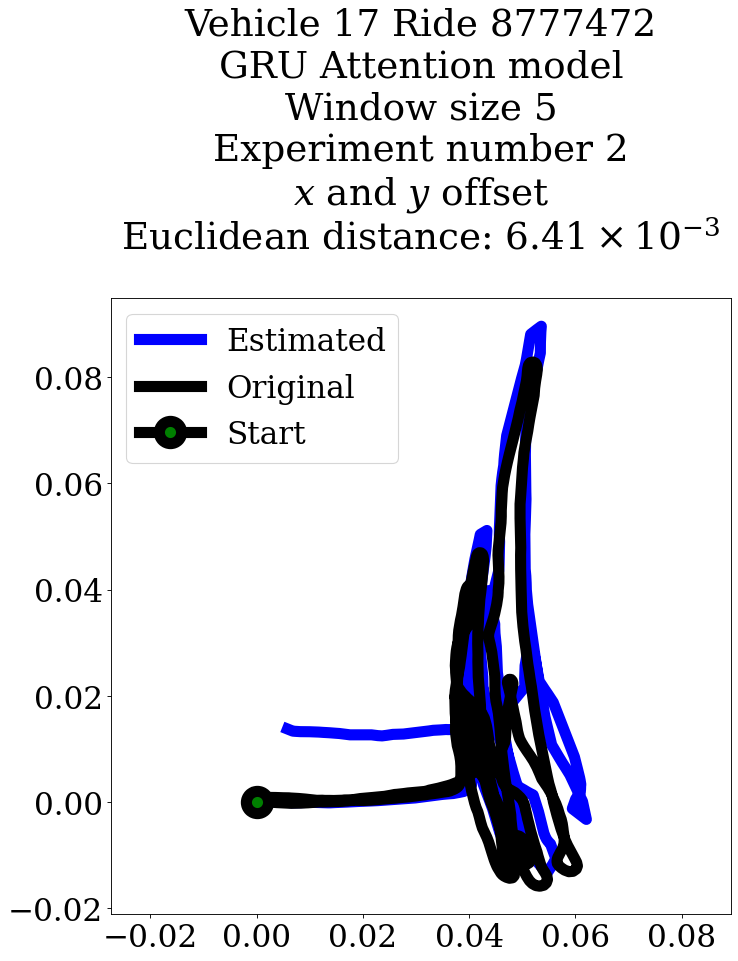 Vehicle 17 Ride 8777472
GRU Attention model
Window size 5
Experiment number 2
x and y offset
Euclidean distance: 6.41 × 10⁻³
Estimated
Original
Start
0.08
0.06
0.04
0.02
0.00
−0.02
−0.02 0.00 0.02 0.04 0.06 0.08